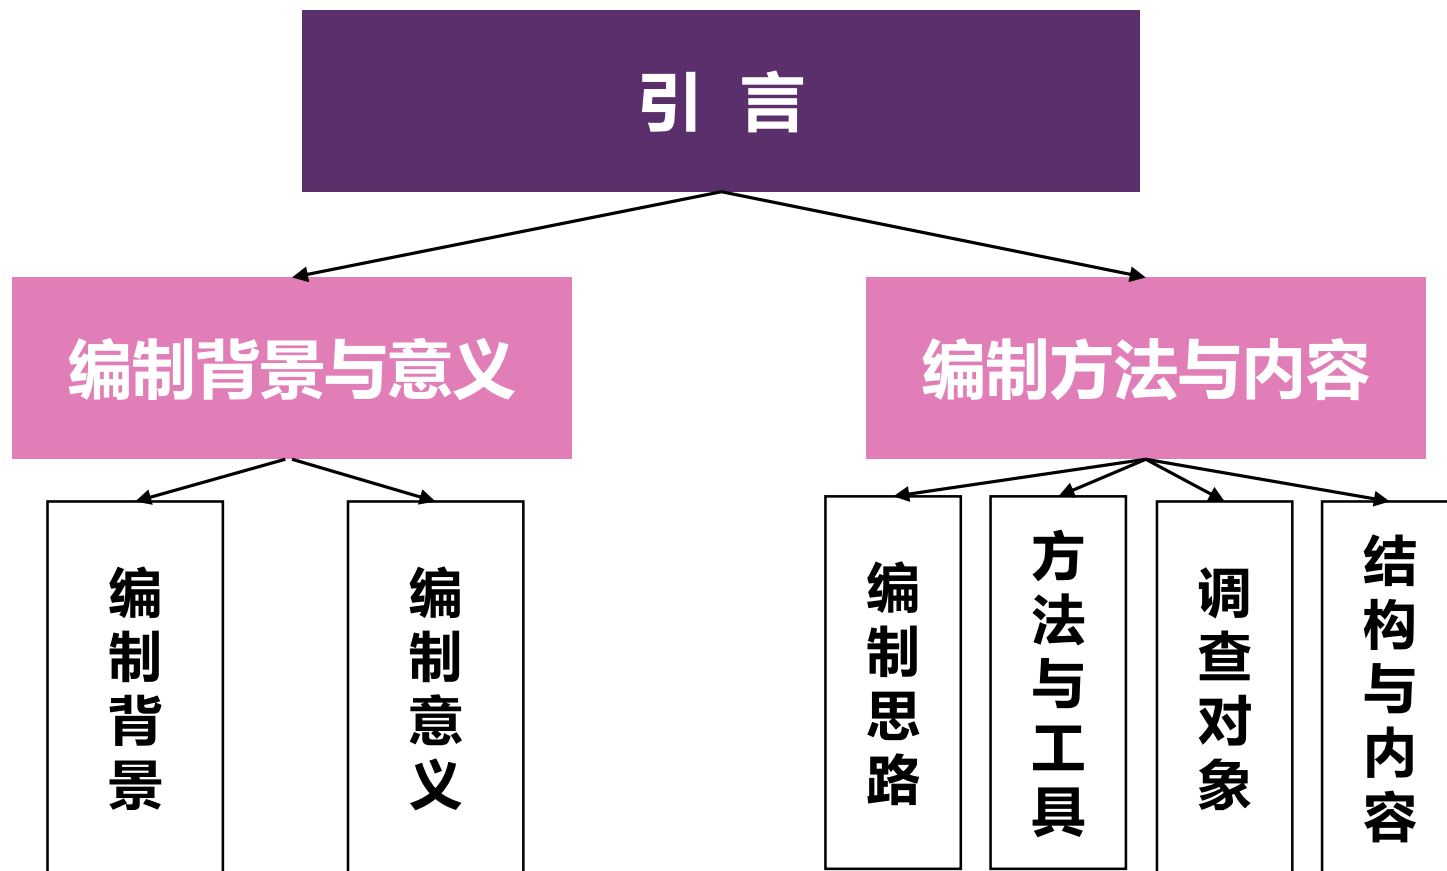 引 言
编制背景与意义
编制方法与内容
编制背景
编制意义
编制思路
方法与工具
调查对象
结构与内容